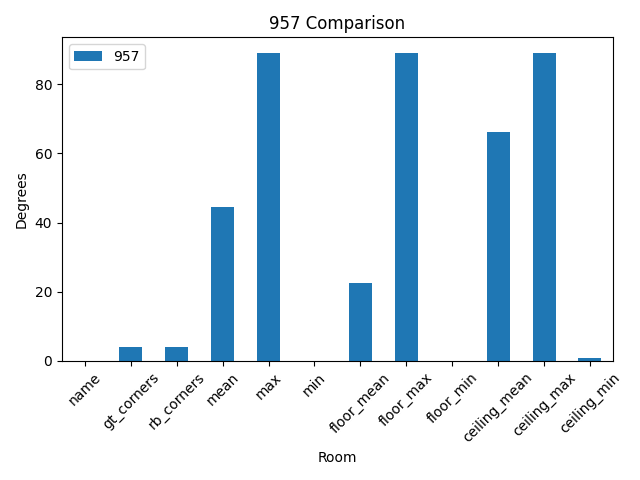 957 Comparison
957
Degrees
80
60
40
20
0
name
gt_corners
rb_corners
mean
max
min
floor_mean
floor_max
floor_min
ceiling_mean
ceiling_max
ceiling_min
Room